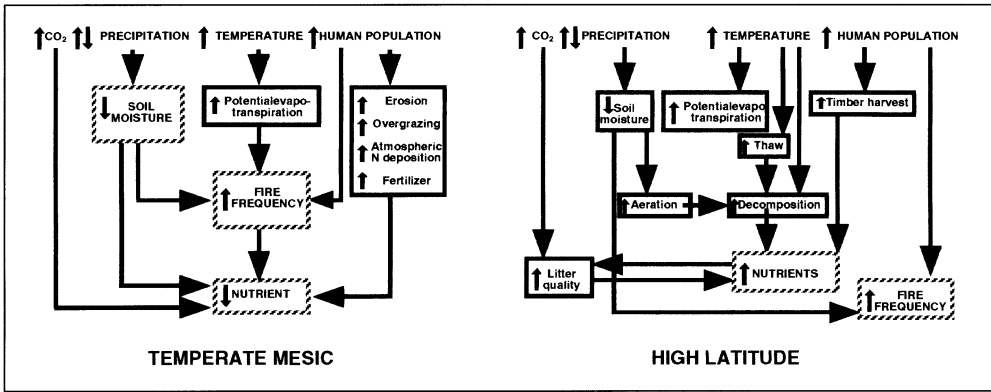 CO₂ PRECIPITATION TEMPERATURE HUMAN POPULATION
SOIL
MOISTURE
Potentialevapo-
transpiration
Erosion
Overgrazing
Atmospheric
N deposition
Fertilizer
FIRE
FREQUENCY
NUTRIENT
TEMPERATE MESIC
CO₂ PRECIPITATION TEMPERATURE HUMAN POPULATION
Soil
moisture
Potentialevapo
transpiration
Timber harvest
Thaw
Aeration
Decomposition
Litter
quality
NUTRIENTS
FIRE
FREQUENCY
HIGH LATITUDE